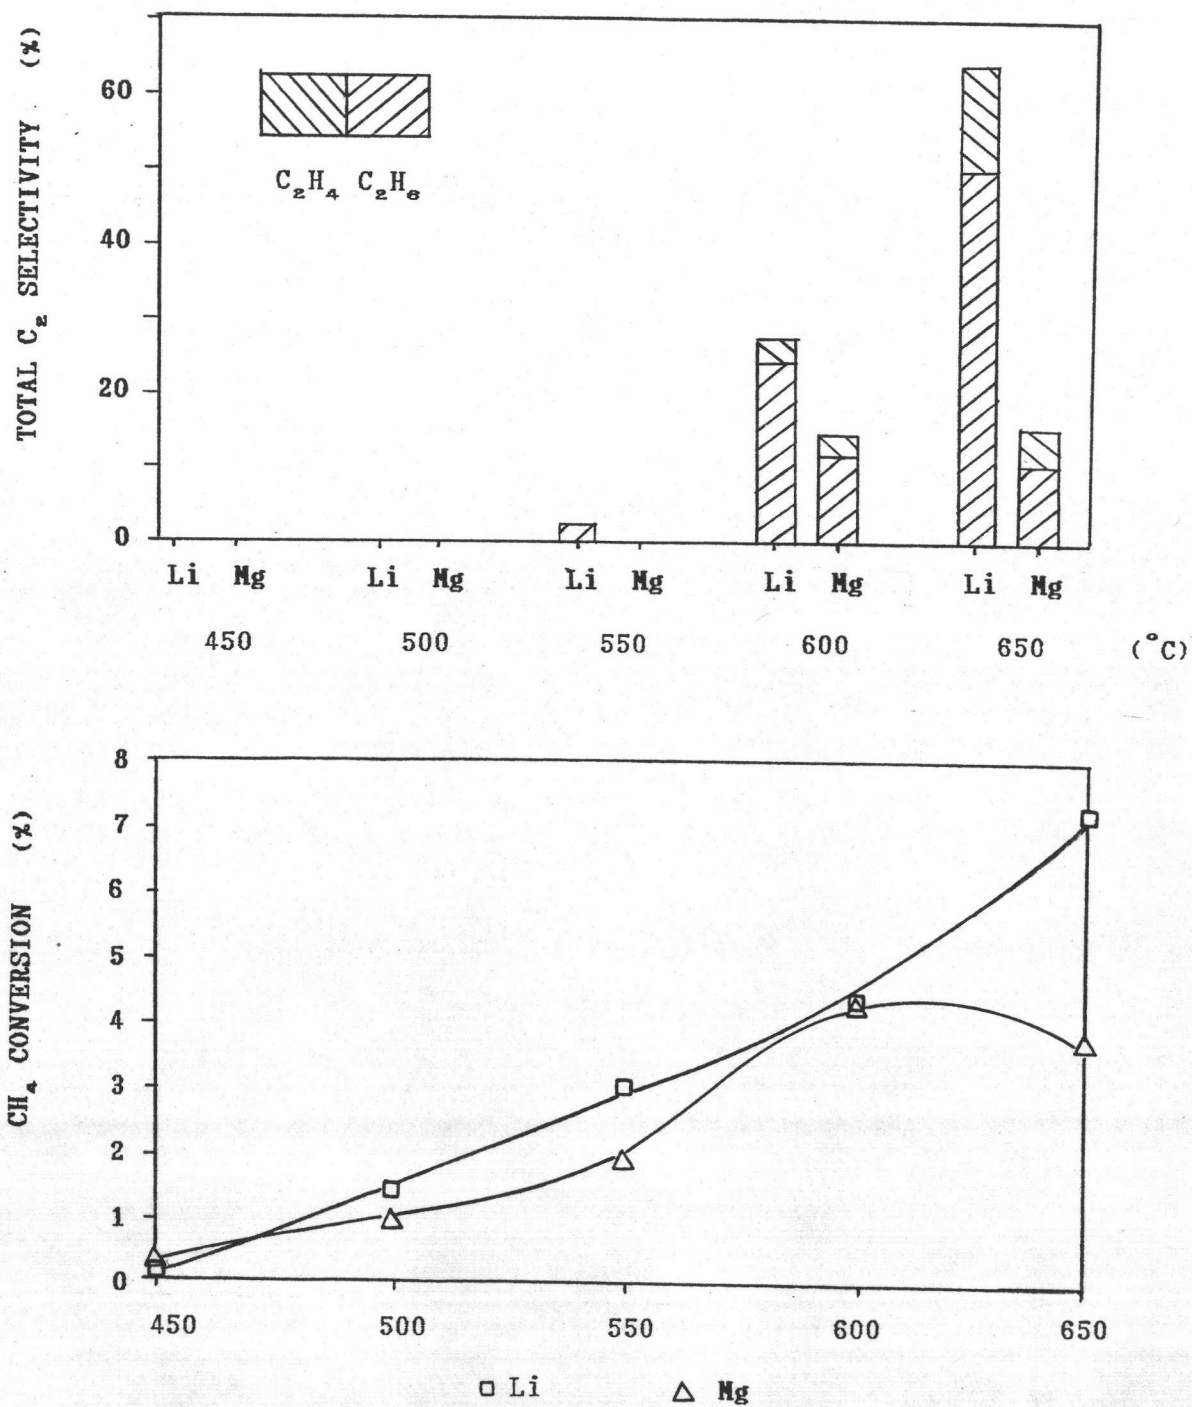 TOTAL C₂ SELECTIVITY (%)
60
40
20
0
C₂H₄ C₂H₆
Li Mg Li Mg Li Mg Li Mg Li Mg
450 500 550 600 650 (°C)
CH₄ CONVERSION (%)
8
7
6
5
4
3
2
1
0
450 500 550 600 650
Li Mg